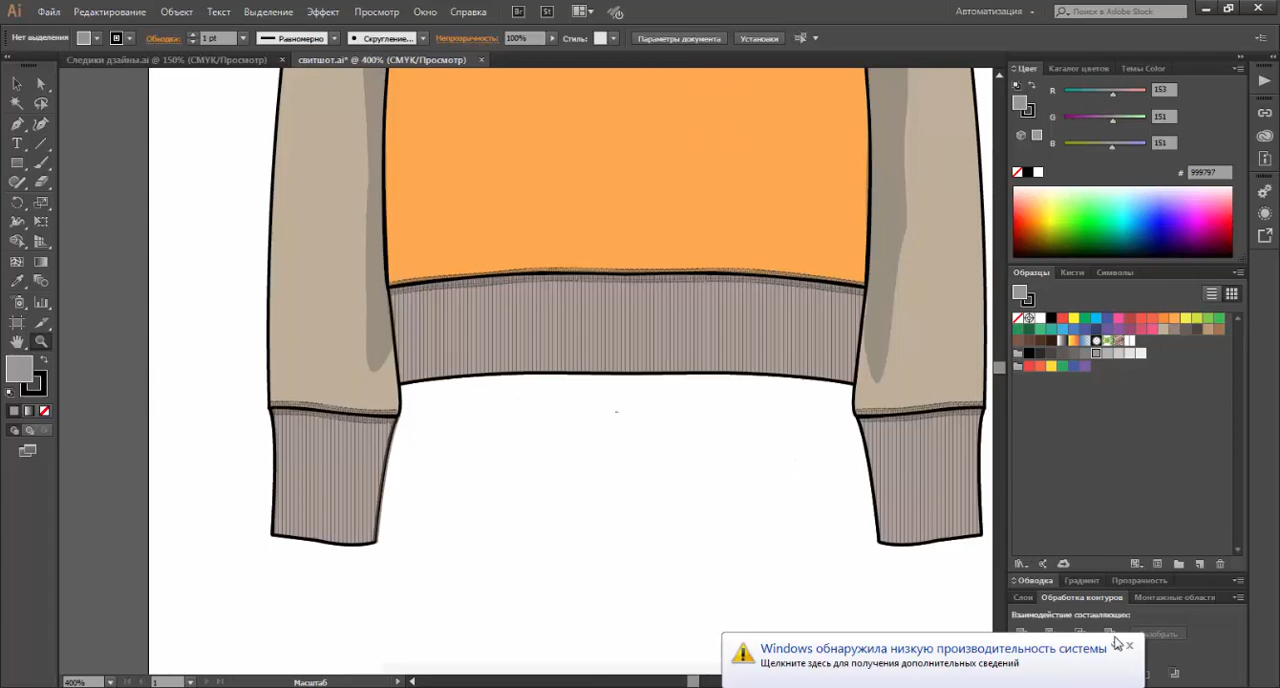 Ai Файл Редактирование Объект Текст Выделение Эффект Просмотр Окно Справка Br St Автоматизация Поиск в Adobe Stock
Нет выделения Обводка: 1 pt Равномерно Скругление... Непрозрачность: 100% Стиль: Параметры документа Установки
Следики дзайны.ai @ 150% (CMYK/Просмотр) × свитшот.ai* @ 400% (CMYK/Просмотр) ×
Цвет Каталог цветов Темы Color
R 153
G 151
B 151
# 999797
Образцы Кисти Символы
Обводка Градиент Прозрачность
Слои Обработка контуров Монтажные области
Взаимодействие составляющих:
Windows обнаружила низкую производительность системы
Щелкните здесь для получения дополнительных сведений
400% 1 Масштаб